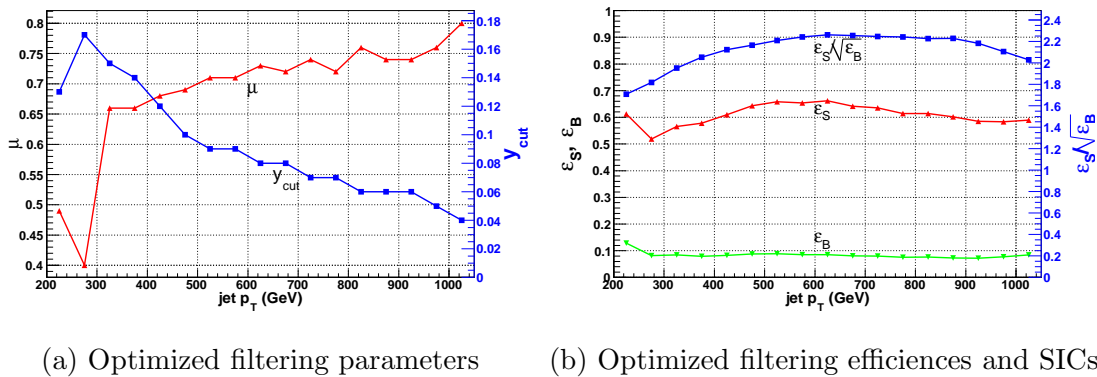 0.8
0.75
0.7
0.65
0.6
0.55
0.5
0.45
0.4
μ
200 300 400 500 600 700 800 900 1000
jet p_T (GeV)
0.18
0.16
0.14
0.12
0.1
0.08
0.06
0.04
0.02
0
y_cut
μ
y_cut
1
0.9
0.8
0.7
0.6
0.5
0.4
0.3
0.2
0.1
0
ε_S, ε_B
200 300 400 500 600 700 800 900 1000
jet p_T (GeV)
2.4
2.2
2
1.8
1.6
1.4
1.2
1
0.8
0.6
0.4
0.2
0
ε_S/√ε_B
ε_S/√ε_B
ε_S
ε_B
(a) Optimized filtering parameters
(b) Optimized filtering efficiences and SICs